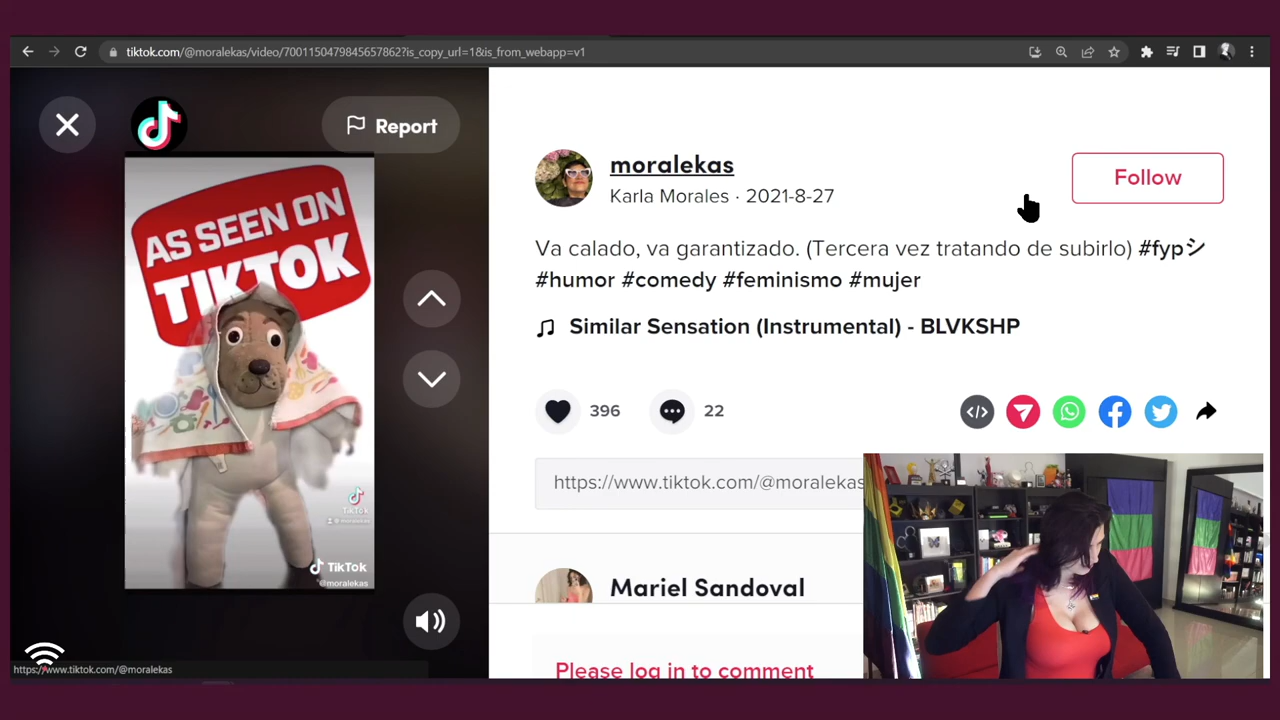 tiktok.com/@moralekas/video/7001150479845657862?is_copy_url=1&is_from_webapp=v1
Report
AS SEEN ON
TIKTOK
TikTok
@moralekas
TikTok
@moralekas
moralekas
Karla Morales · 2021-8-27
Follow
Va calado, va garantizado. (Tercera vez tratando de subirlo) #fypシ
#humor #comedy #feminismo #mujer
Similar Sensation (Instrumental) - BLVKSHP
396
22
https://www.tiktok.com/@moralekas
Mariel Sandoval
Please log in to comment
https://www.tiktok.com/@moralekas